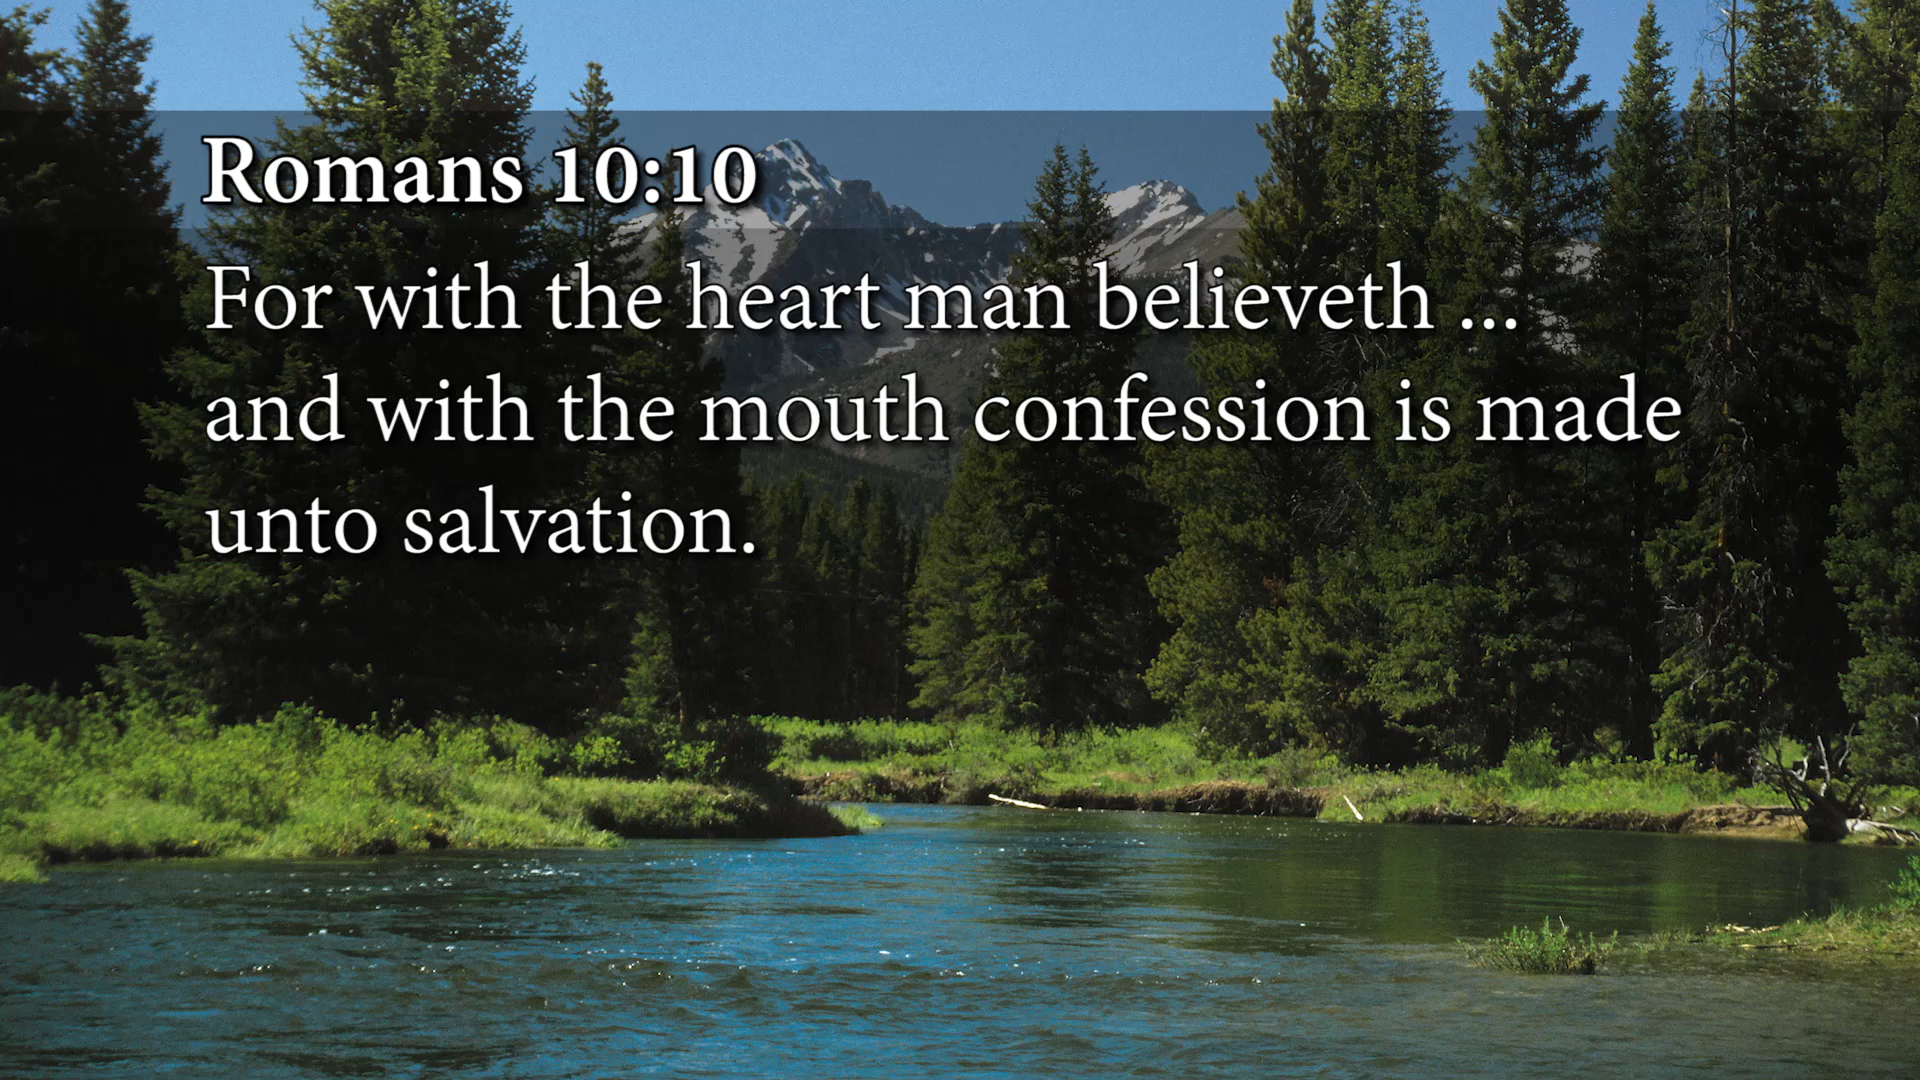 Romans 10:10
For with the heart man believeth ...
and with the mouth confession is made
unto salvation.